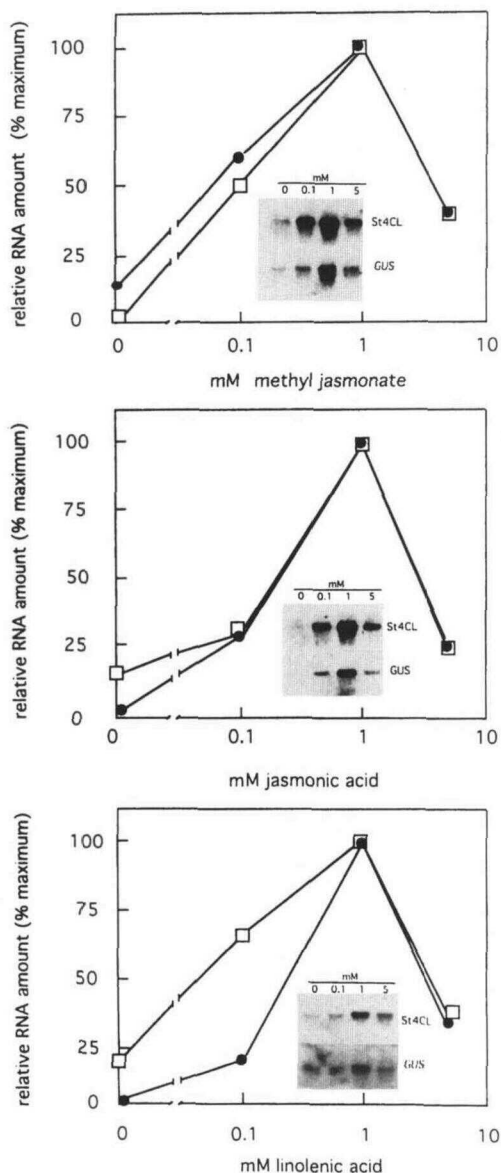 relative RNA amount (% maximum)
100
75
50
25
0
mM
0 0.1 1 5
St4CL
GUS
0 0.1 1 10
mM methyl jasmonate
relative RNA amount (% maximum)
100
75
50
25
0
mM
0 0.1 1 5
St4CL
GUS
0 0.1 1 10
mM jasmonic acid
relative RNA amount (% maximum)
100
75
50
25
0
mM
0 0.1 1 5
St4CL
GUS
0 0.1 1 10
mM linolenic acid